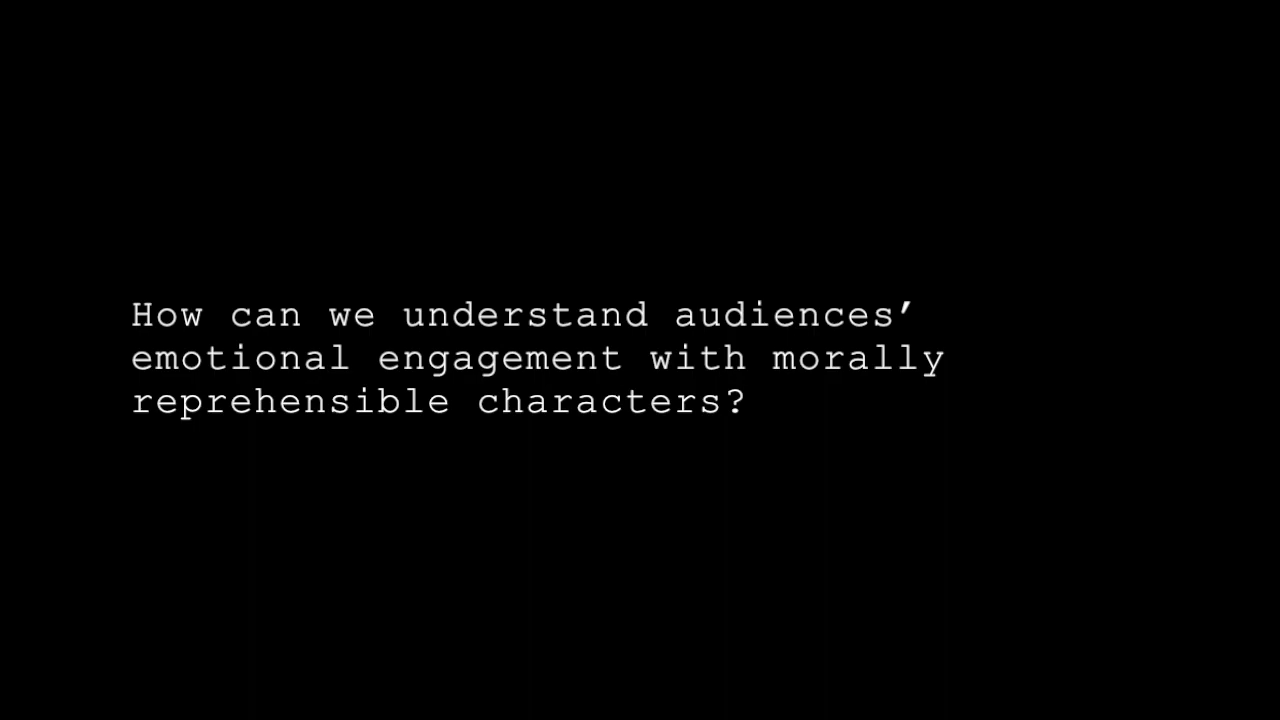 How can we understand audiences’
emotional engagement with morally
reprehensible characters?